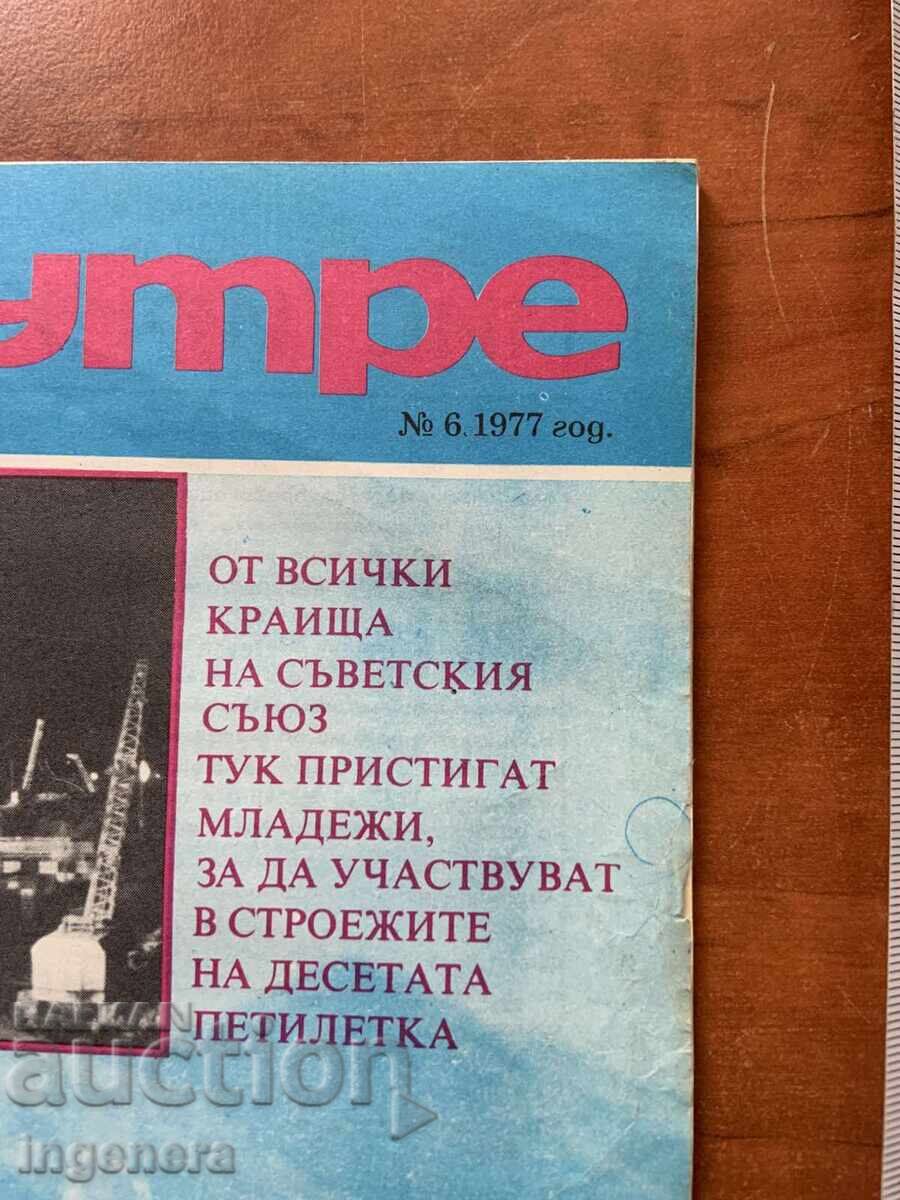 утре
№ 6. 1977 год.
ОТ ВСИЧКИ
КРАИЩА
НА СЪВЕТСКИЯ
СЪЮЗ
ТУК ПРИСТИГАТ
МЛАДЕЖИ,
ЗА ДА УЧАСТВУВАТ
В СТРОЕЖИТЕ
НА ДЕСЕТАТА
ПЕТИЛЕТКА
BALKAN
auction
ingenera